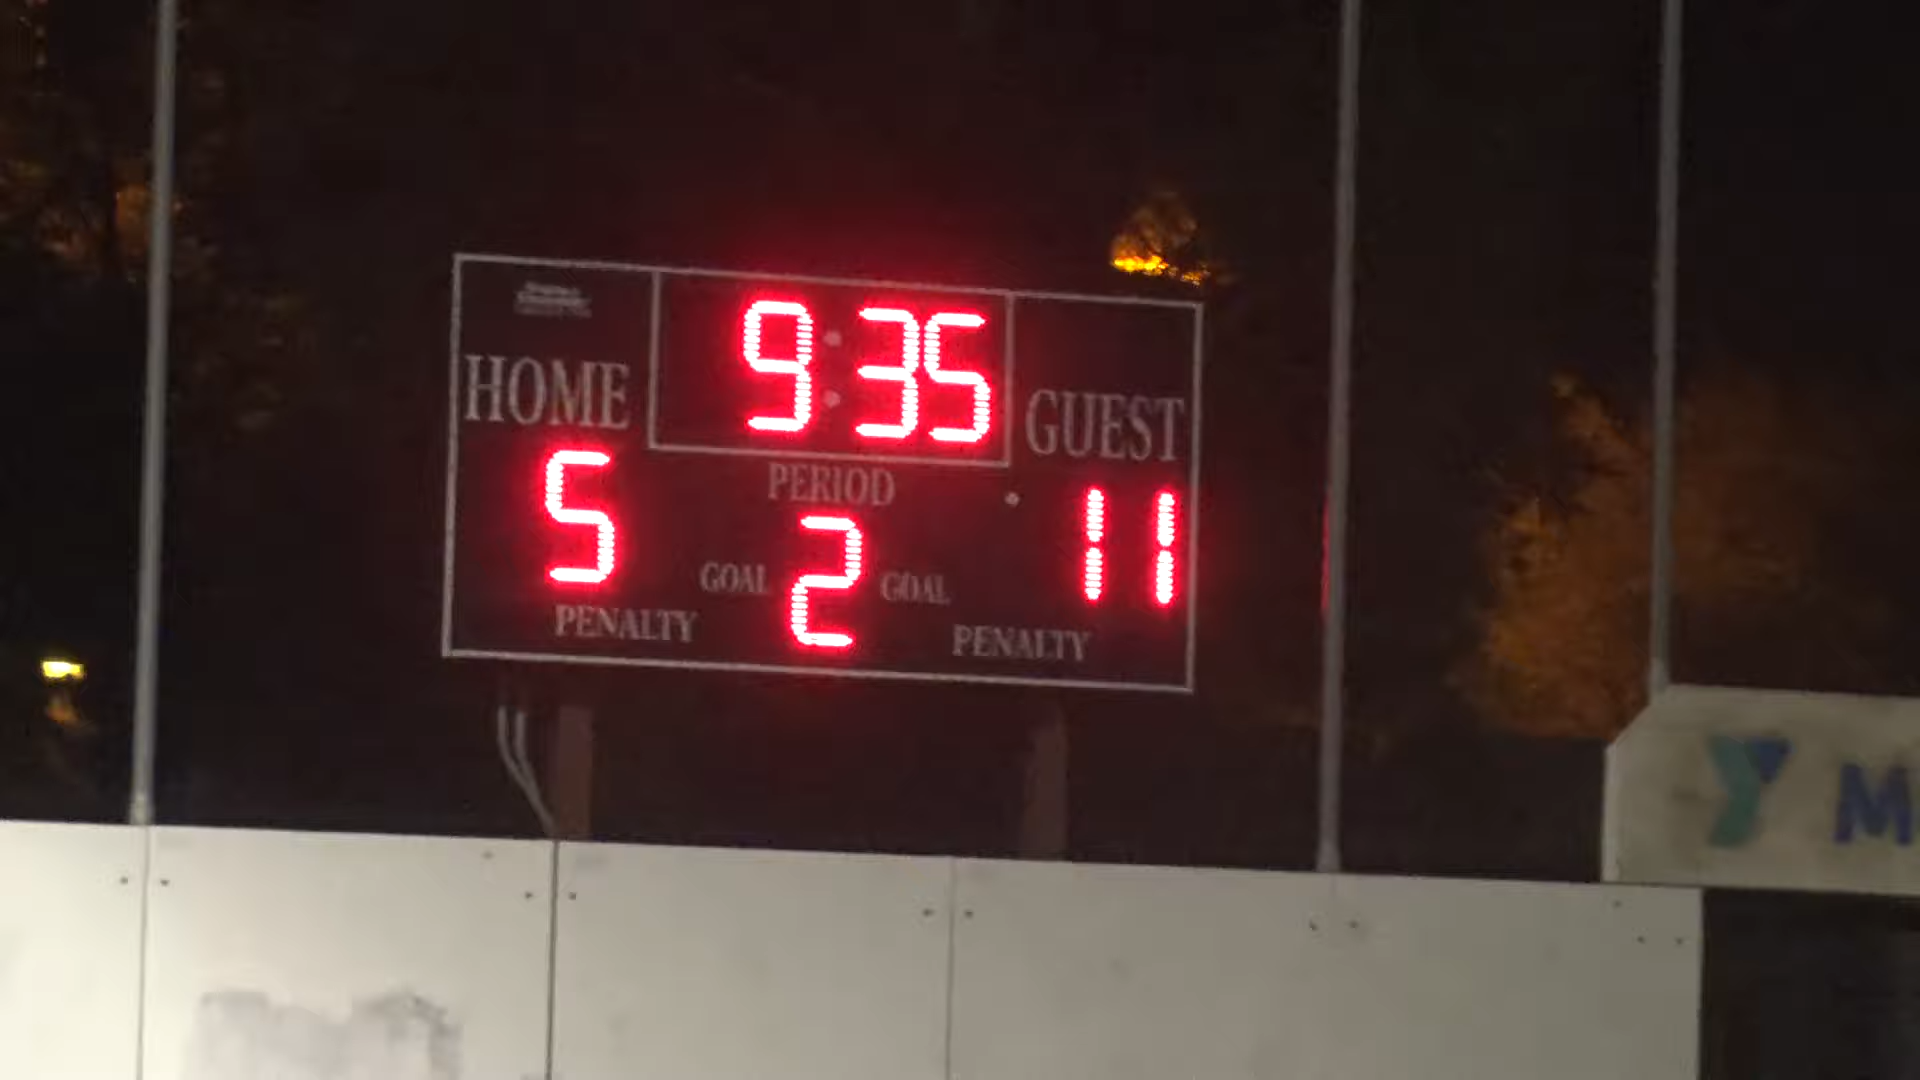 9:35
HOME
GUEST
5
PERIOD
11
2
GOAL
GOAL
PENALTY
PENALTY
Y M